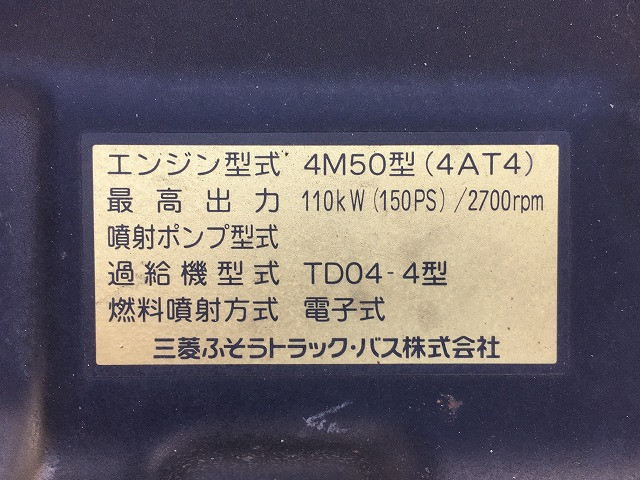 エンジン型式 4M50型(4AT4)
最高出力 110kW(150PS)/2700rpm
噴射ポンプ型式
過給機型式 TD04-4型
燃料噴射方式 電子式
三菱ふそうトラック・バス株式会社